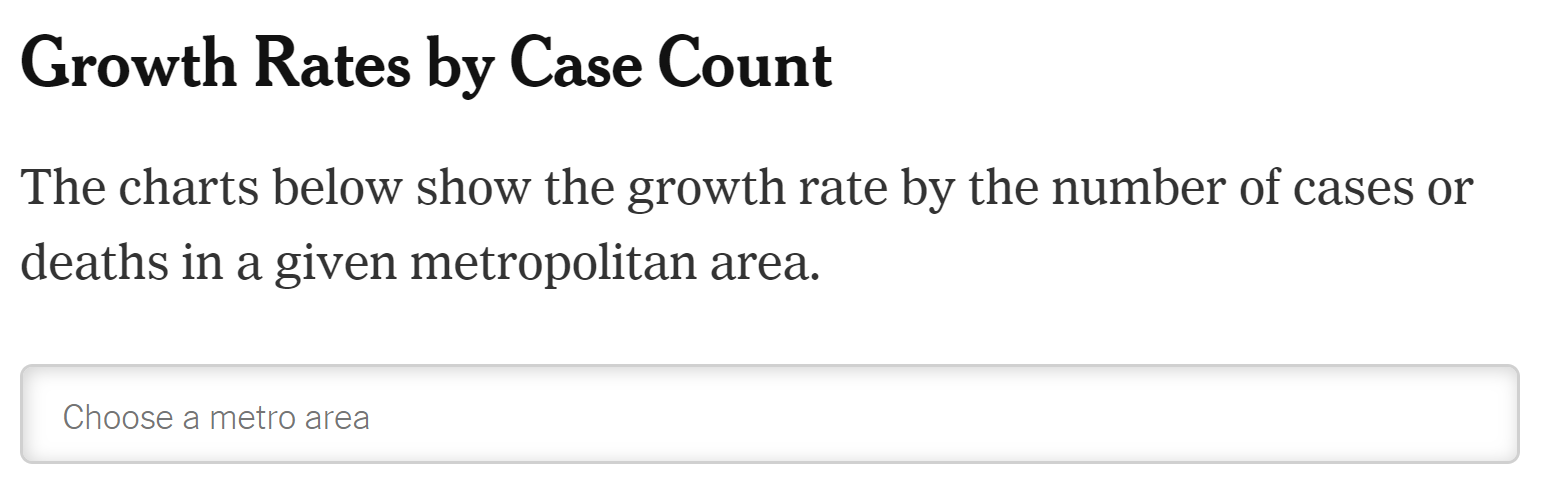 Growth Rates by Case Count
The charts below show the growth rate by the number of cases or
deaths in a given metropolitan area.
Choose a metro area